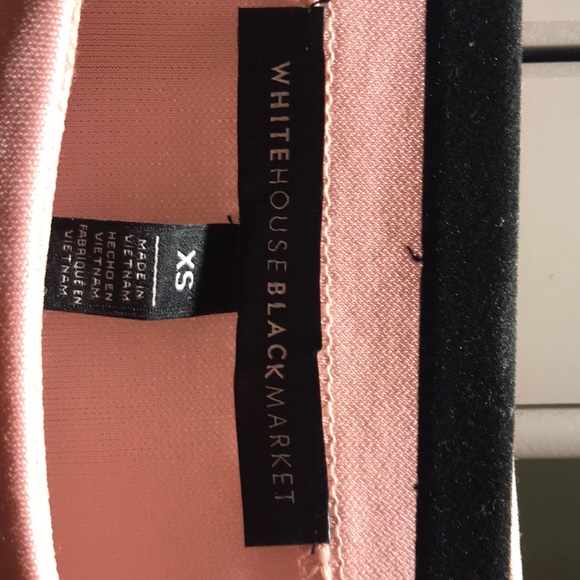 WHITEHOUSEBLACKMARKET
XS
MADE IN
VIETNAM
HECHO EN
VIETNAM
FABRIQUÉ EN
VIETNAM